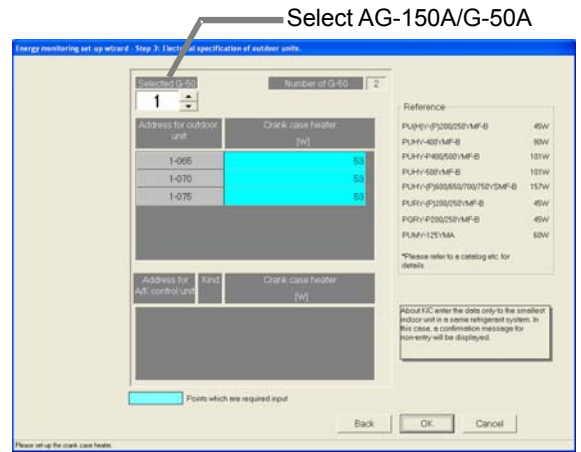 Select AG-150A/G-50A
Energy monitoring set-up wizard - Step 3: Electrical specification of outdoor units.
Selected G-50
1
Number of G-50 2
Address for outdoor unit
Crank case heater [W]
1-065 53
1-070 53
1-075 53
Address for A/K control unit
Kind
Crank case heater [W]
Points which are required input
Reference
PU(H)Y-(P)200/250YMF-B 45W
PUHY-400YMF-B 90W
PUHY-P400/500YMF-B 101W
PUHY-500YMF-B 101W
PUHY-(P)600/650/700/750YSMF-B 157W
PURY-(P)200/250YMF-B 45W
PQRY-P200/250YMF-B 45W
PUMY-125YMA 60W
*Please refer to a catelog etc. for
details
About KIC enter the data only to the smallest
indoor unit in a same refrigerant system. In
this case, a confirmation message for
non-entry will be displayed.
Back OK Cancel
Please set-up the crank case heater.